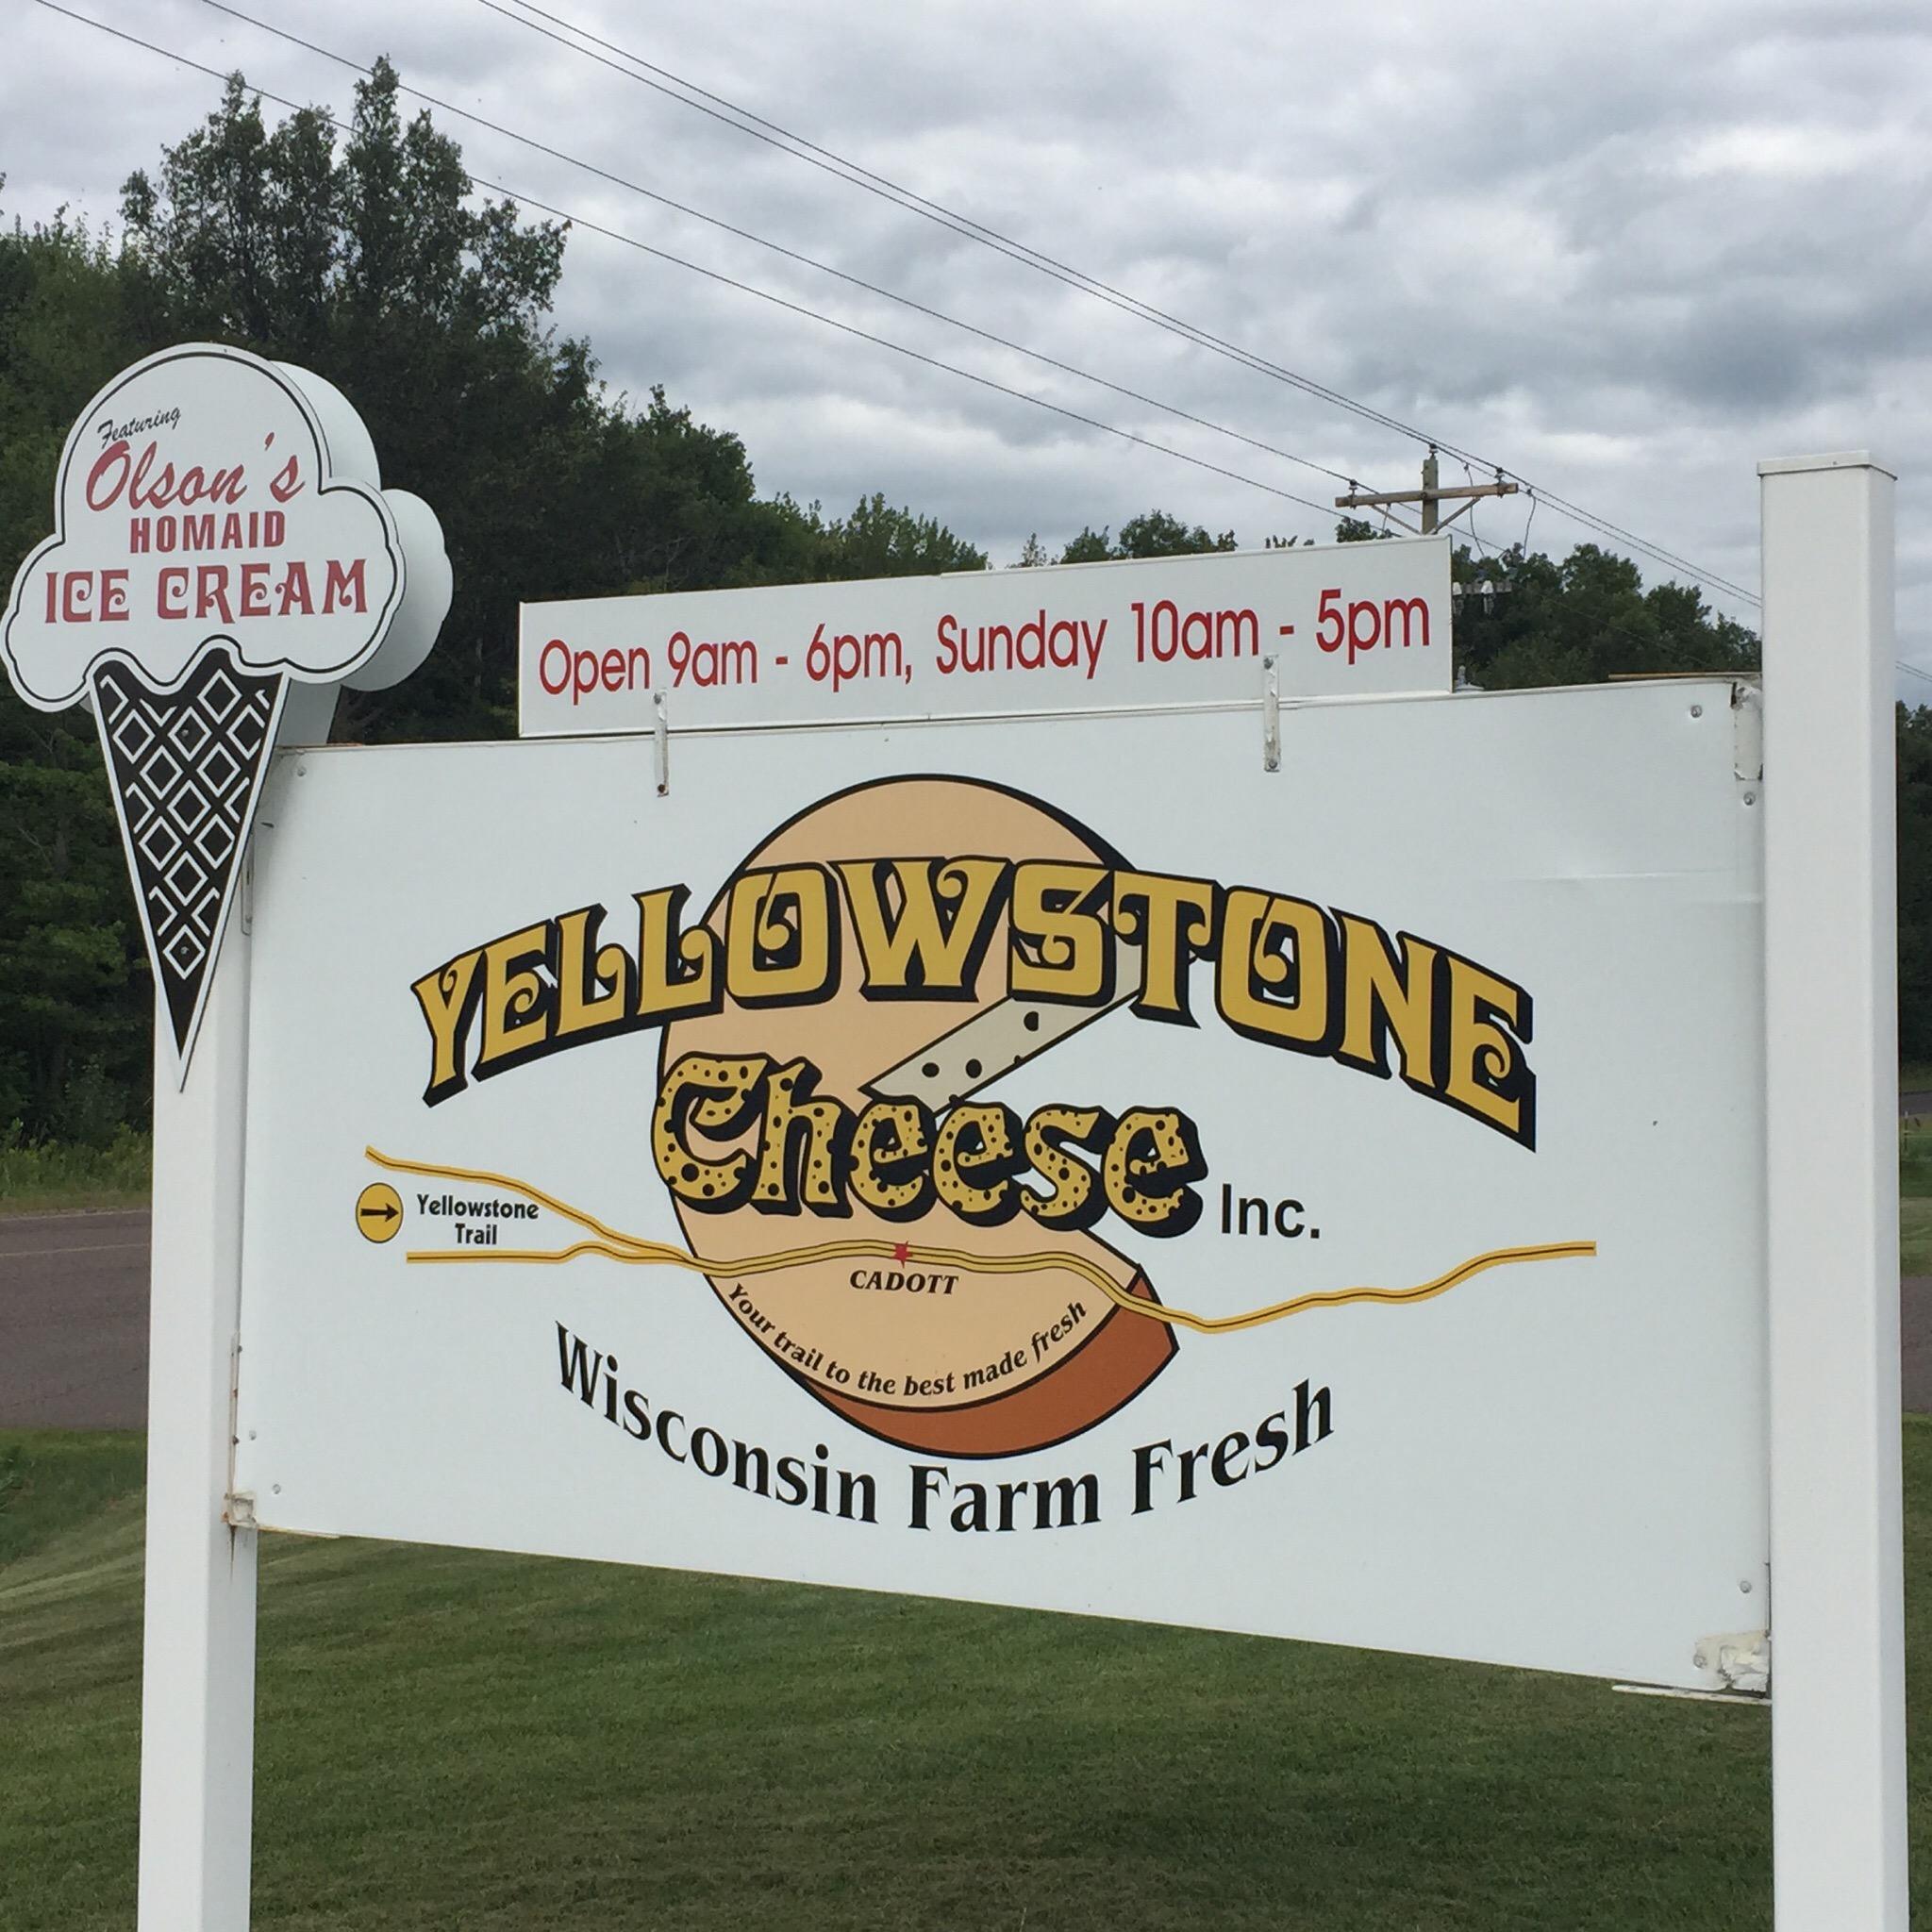 Featuring
Olson's
HOMAID
ICE CREAM
Open 9am - 6pm, Sunday 10am - 5pm
YELLOWSTONE
Cheese Inc.
Yellowstone
Trail
CADOTT
Your trail to the best made fresh
Wisconsin Farm Fresh